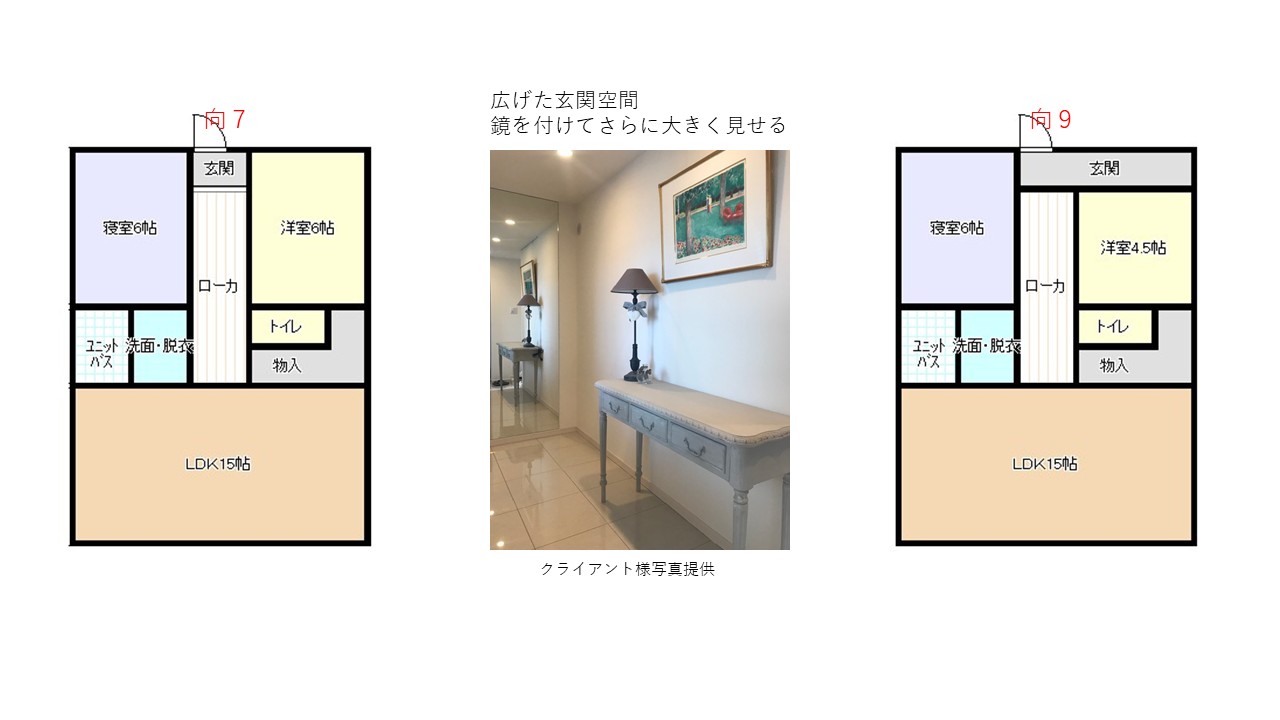 向７
玄関
寝室6帖
洋室6帖
ローカ
トイレ
ﾕﾆｯﾄ
ﾊﾞｽ
洗面・脱衣
物入
LDK15帖
広げた玄関空間
鏡を付けてさらに大きく見せる
クライアント様写真提供
向９
玄関
寝室6帖
洋室4.5帖
ローカ
トイレ
ﾕﾆｯﾄ
ﾊﾞｽ
洗面・脱衣
物入
LDK15帖